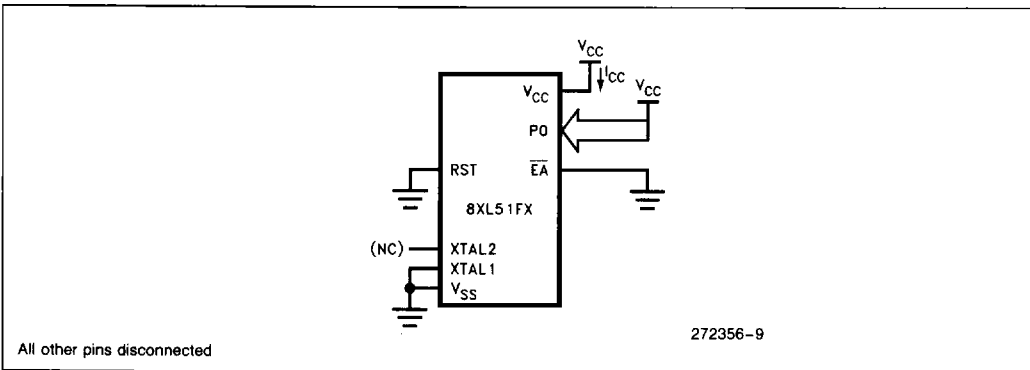 VCC
ICC
VCC
VCC
P0
RST
EA
8XL51FX
(NC)
XTAL2
XTAL1
VSS
272356-9
All other pins disconnected